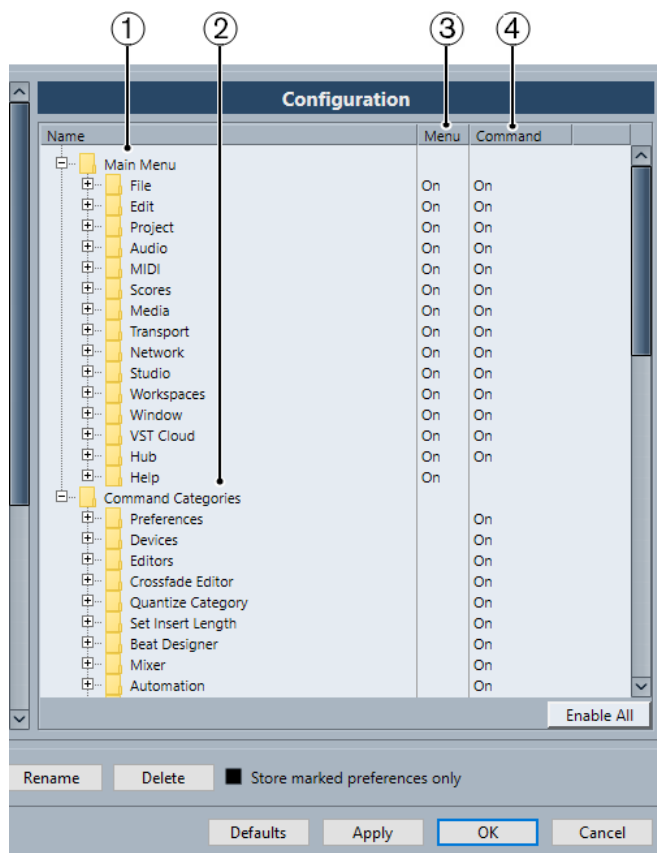 1 2 3 4
Configuration
Name Menu Command
Main Menu
File On On
Edit On On
Project On On
Audio On On
MIDI On On
Scores On On
Media On On
Transport On On
Network On On
Studio On On
Workspaces On On
Window On On
VST Cloud On On
Hub On On
Help On
Command Categories
Preferences On
Devices On
Editors On
Crossfade Editor On
Quantize Category On
Set Insert Length On
Beat Designer On
Mixer On
Automation On
Enable All
Rename Delete Store marked preferences only
Defaults Apply OK Cancel